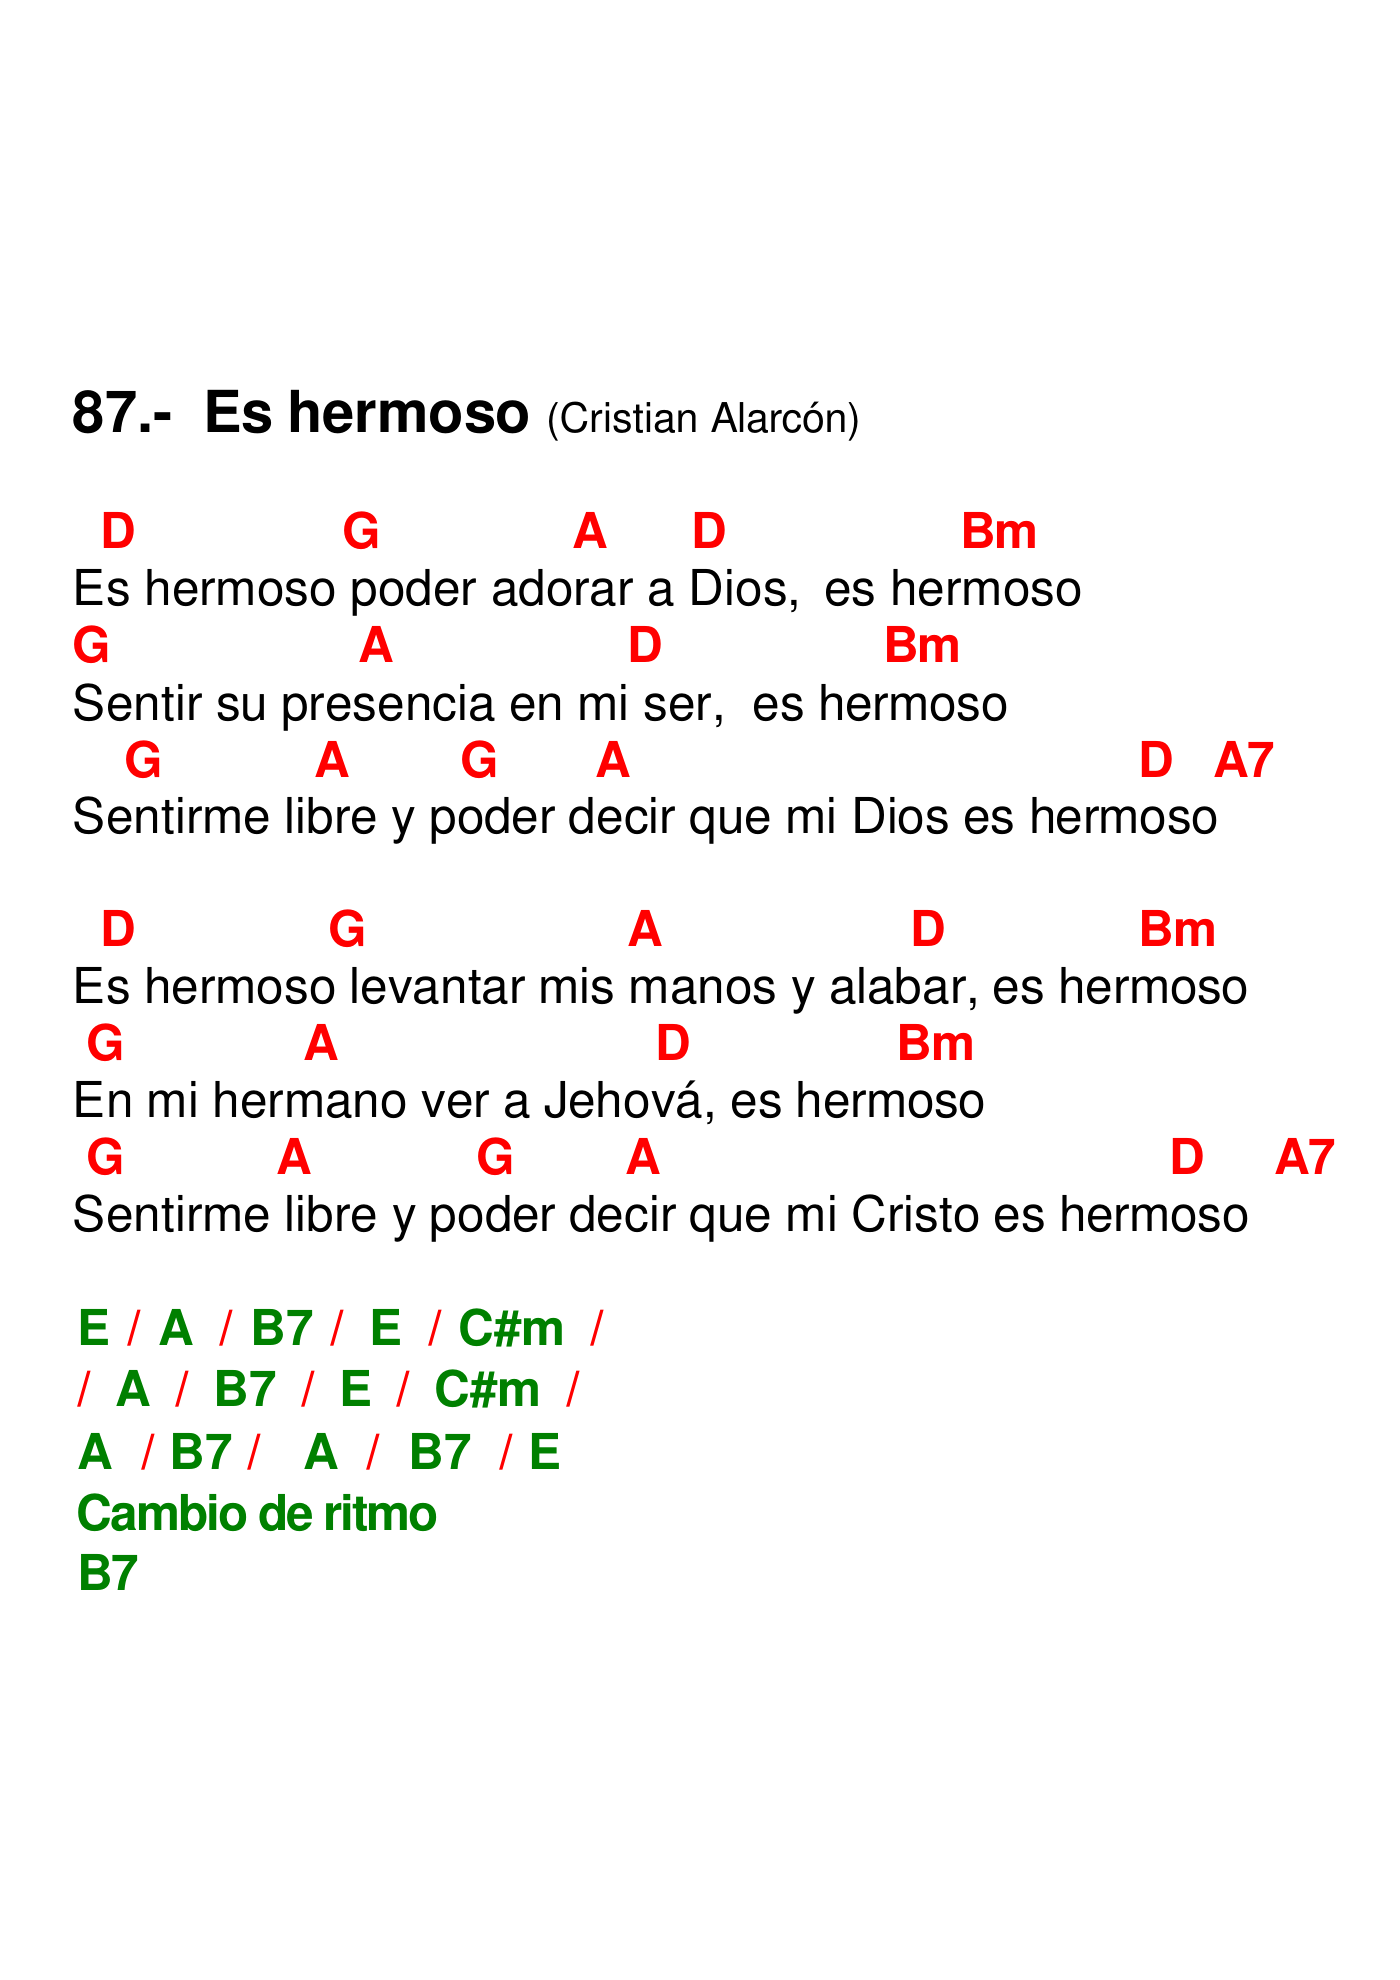 87.-  Es hermoso (Cristian Alarcón)
D G A D Bm
Es hermoso poder adorar a Dios,  es hermoso
G A D Bm
Sentir su presencia en mi ser,  es hermoso
G A G A D A7
Sentirme libre y poder decir que mi Dios es hermoso
D G A D Bm
Es hermoso levantar mis manos y alabar, es hermoso
G A D Bm
En mi hermano ver a Jehová, es hermoso
G A G A D A7
Sentirme libre y poder decir que mi Cristo es hermoso
E / A / B7 / E / C#m /
/ A / B7 / E / C#m /
A / B7 / A / B7 / E
Cambio de ritmo
B7